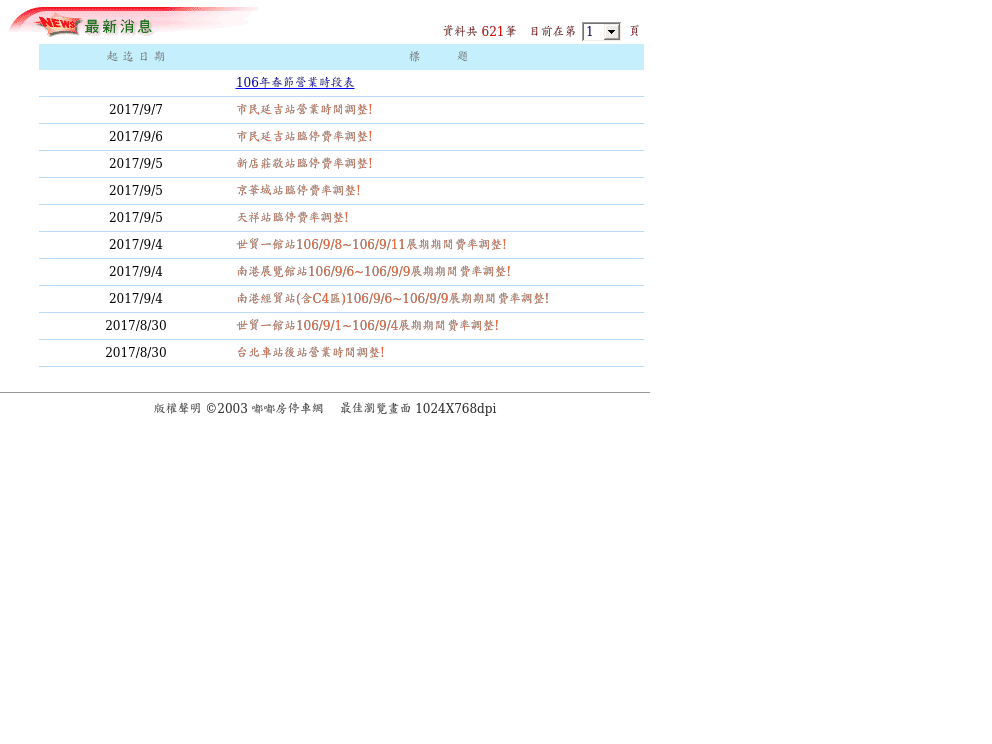 NEWS 最新消息
資料共 621筆 目前在第 1 頁
起迄日期 標 題
106年春節營業時段表
2017/9/7 市民延吉站營業時間調整!
2017/9/6 市民延吉站臨停費率調整!
2017/9/5 新店莊敬站臨停費率調整!
2017/9/5 京華城站臨停費率調整!
2017/9/5 天祥站臨停費率調整!
2017/9/4 世貿一館站106/9/8~106/9/11展期期間費率調整!
2017/9/4 南港展覽館站106/9/6~106/9/9展期期間費率調整!
2017/9/4 南港經貿站(含C4區)106/9/6~106/9/9展期期間費率調整!
2017/8/30 世貿一館站106/9/1~106/9/4展期期間費率調整!
2017/8/30 台北車站後站營業時間調整!
版權聲明 ©2003 嘟嘟房停車網 最佳瀏覽畫面 1024X768dpi